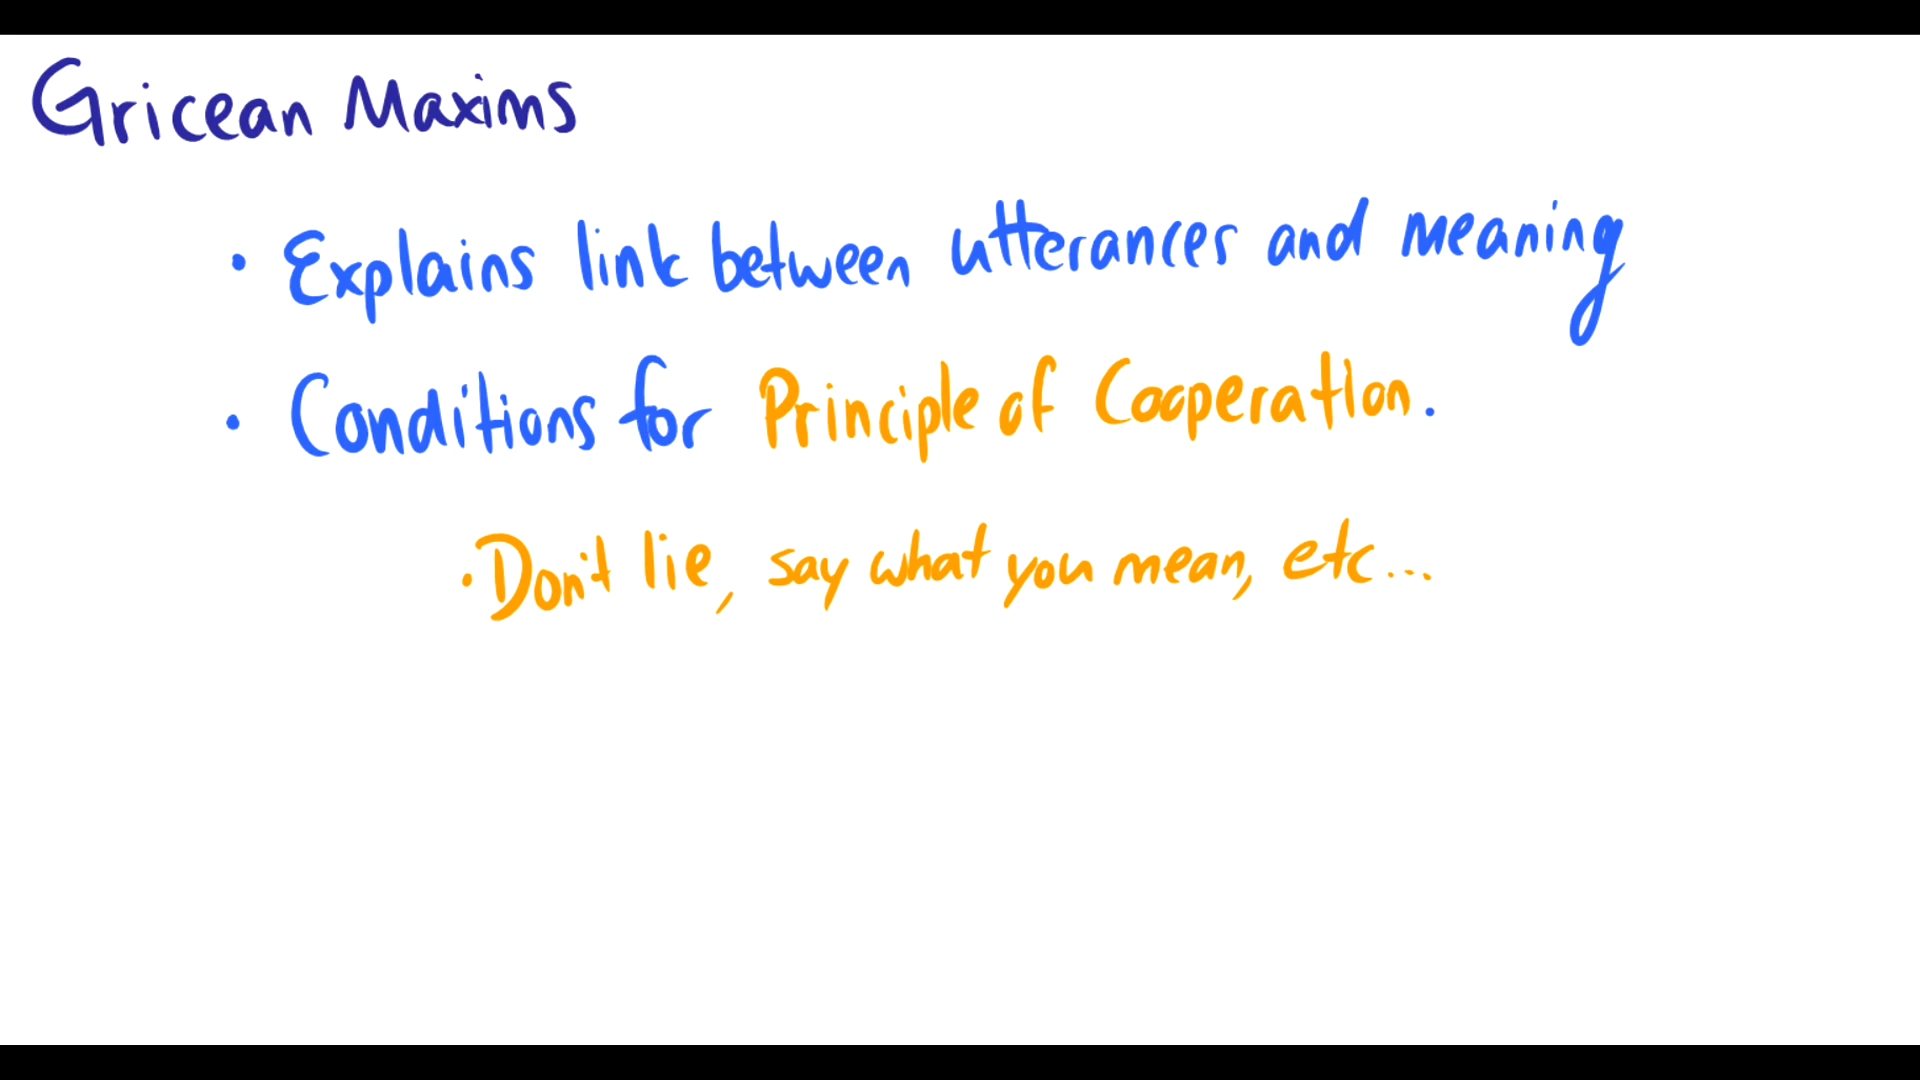 Gricean Maxims
• Explains link between utterances and meaning
• Conditions for Principle of Cooperation.
• Don't lie, say what you mean, etc...